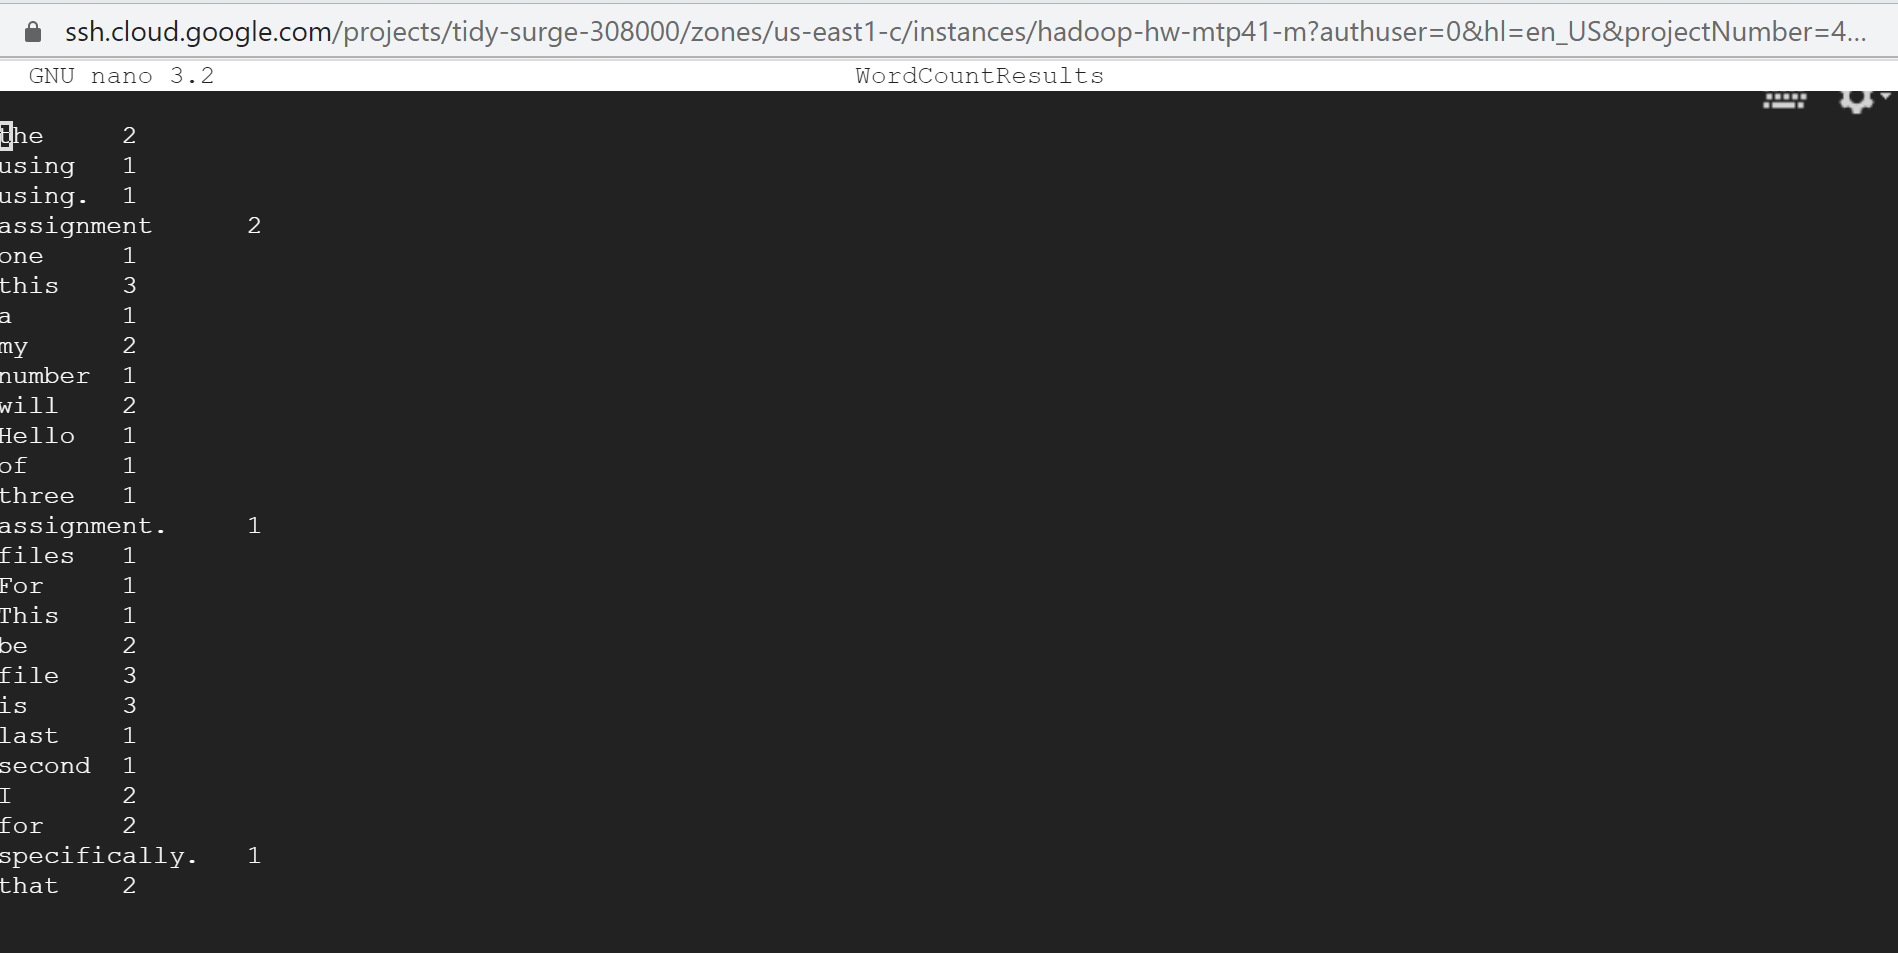 ssh.cloud.google.com/projects/tidy-surge-308000/zones/us-east1-c/instances/hadoop-hw-mtp41-m?authuser=0&hl=en_US&projectNumber=4...
GNU nano 3.2 WordCountResults
the 2
using 1
using. 1
assignment 2
one 1
this 3
a 1
my 2
number 1
will 2
Hello 1
of 1
three 1
assignment. 1
files 1
For 1
This 1
be 2
file 3
is 3
last 1
second 1
I 2
for 2
specifically. 1
that 2